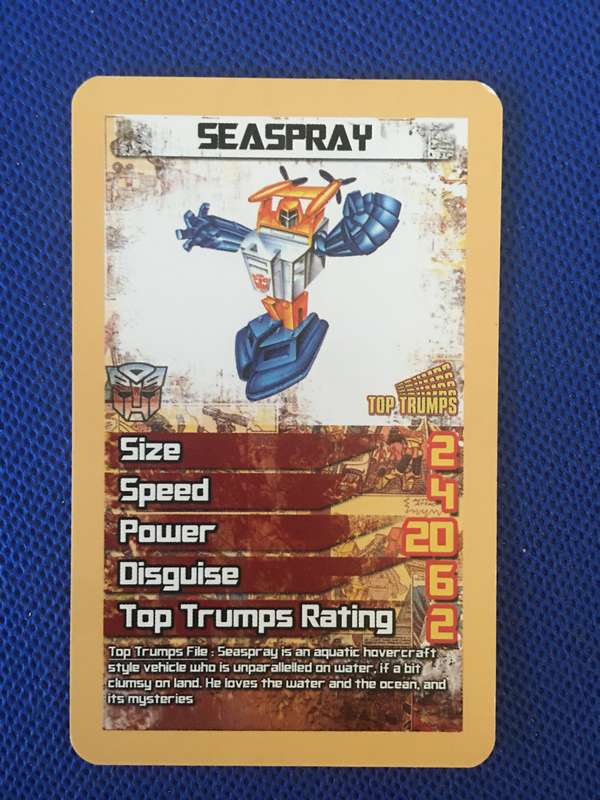 SEASPRAY
TOP TRUMPS
Size 2
Speed 4
Power 20
Disguise 6
Top Trumps Rating 2
Top Trumps File : Seaspray is an aquatic hovercraft
style vehicle who is unparallelled on water, if a bit
clumsy on land. He loves the water and the ocean, and
its mysteries